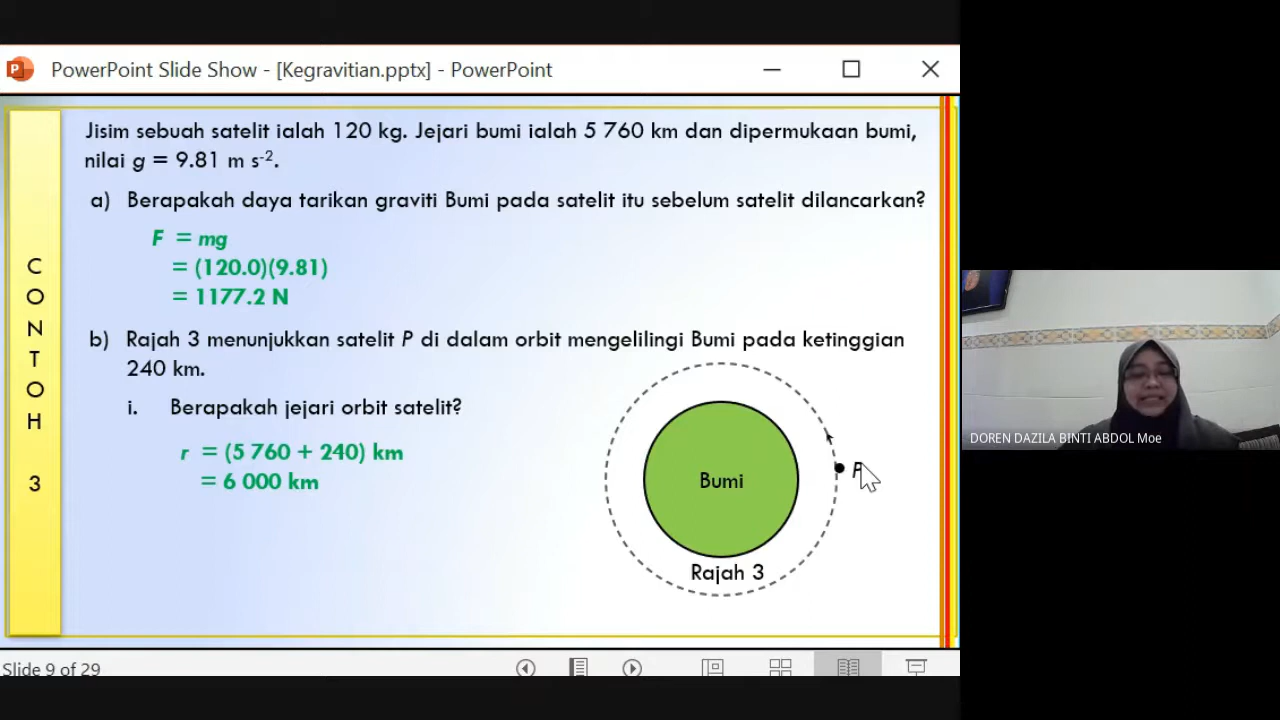 PowerPoint Slide Show - [Kegravitian.pptx] - PowerPoint
Jisim sebuah satelit ialah 120 kg. Jejari bumi ialah 5 760 km dan dipermukaan bumi,
nilai g = 9.81 m s⁻².
a) Berapakah daya tarikan graviti Bumi pada satelit itu sebelum satelit dilancarkan?
F = mg
= (120.0)(9.81)
= 1177.2 N
b) Rajah 3 menunjukkan satelit P di dalam orbit mengelilingi Bumi pada ketinggian
240 km.
i. Berapakah jejari orbit satelit?
r = (5 760 + 240) km
= 6 000 km
CONTOH
3
Bumi
P
Rajah 3
DOREN DAZILA BINTI ABDOL Moe
Slide 9 of 29